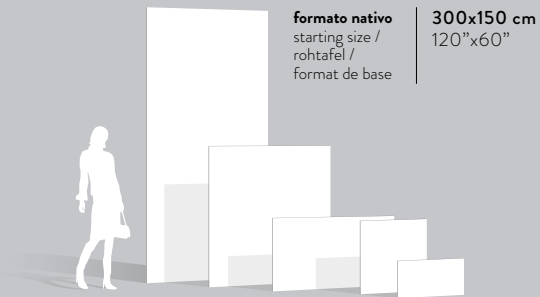 formato nativo
starting size /
rohtafel /
format de base
300x150 cm
120”x60”